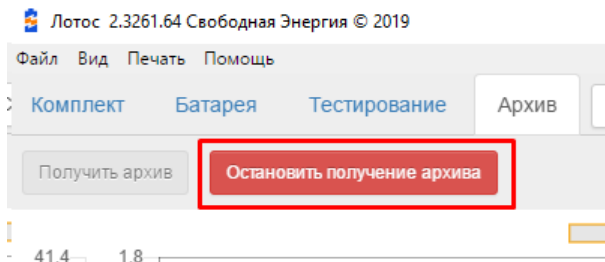 Лотос 2.3261.64 Свободная Энергия © 2019
Файл Вид Печать Помощь
Комплект Батарея Тестирование Архив
Получить архив Остановить получение архива
41.4 1.8